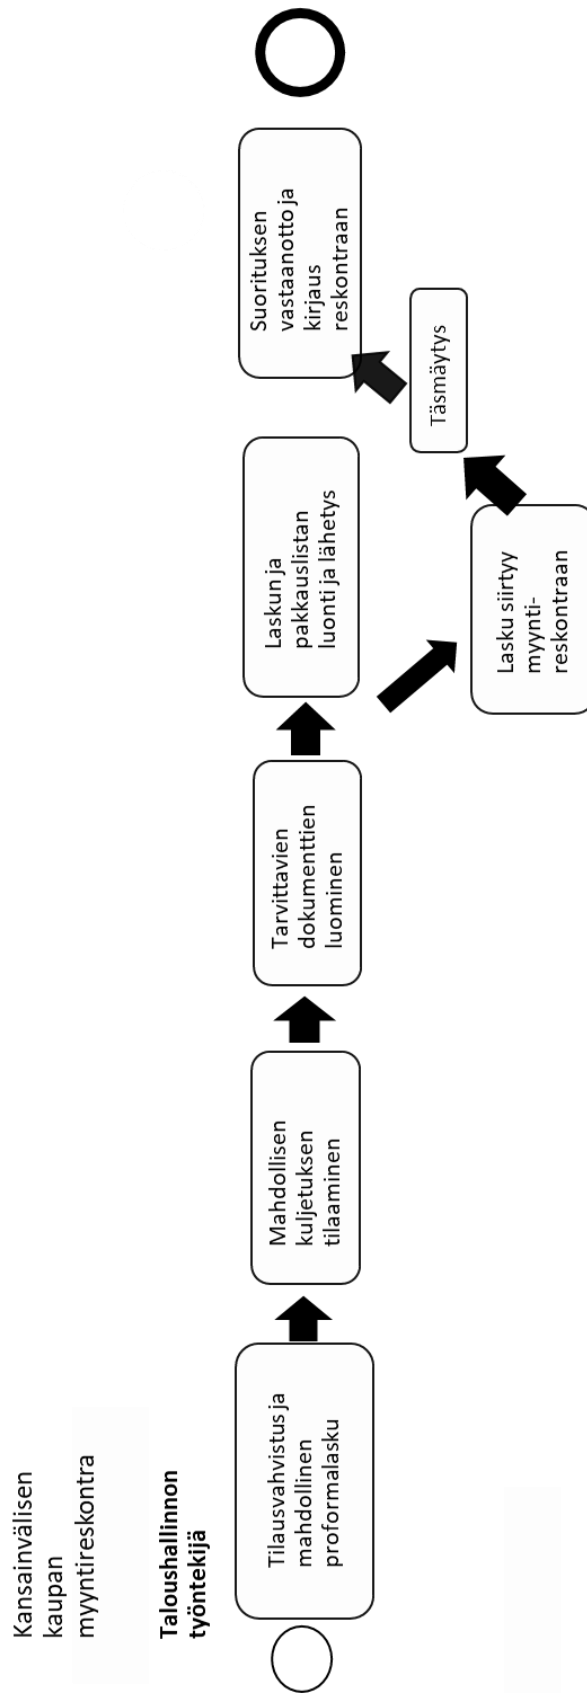 Kansainvälisen
kaupan
myyntireskontra
Taloushallinnon
työntekijä
Tilausvahvistus ja
mahdollinen
proformalasku
Mahdollisen
kuljetuksen
tilaaminen
Tarvittavien
dokumenttien
luominen
Laskun ja
pakkauslistan
luonti ja lähetys
Lasku siirtyy
myynti-
reskontraan
Täsmäytys
Suorituksen
vastaanotto ja
kirjaus
reskontraan